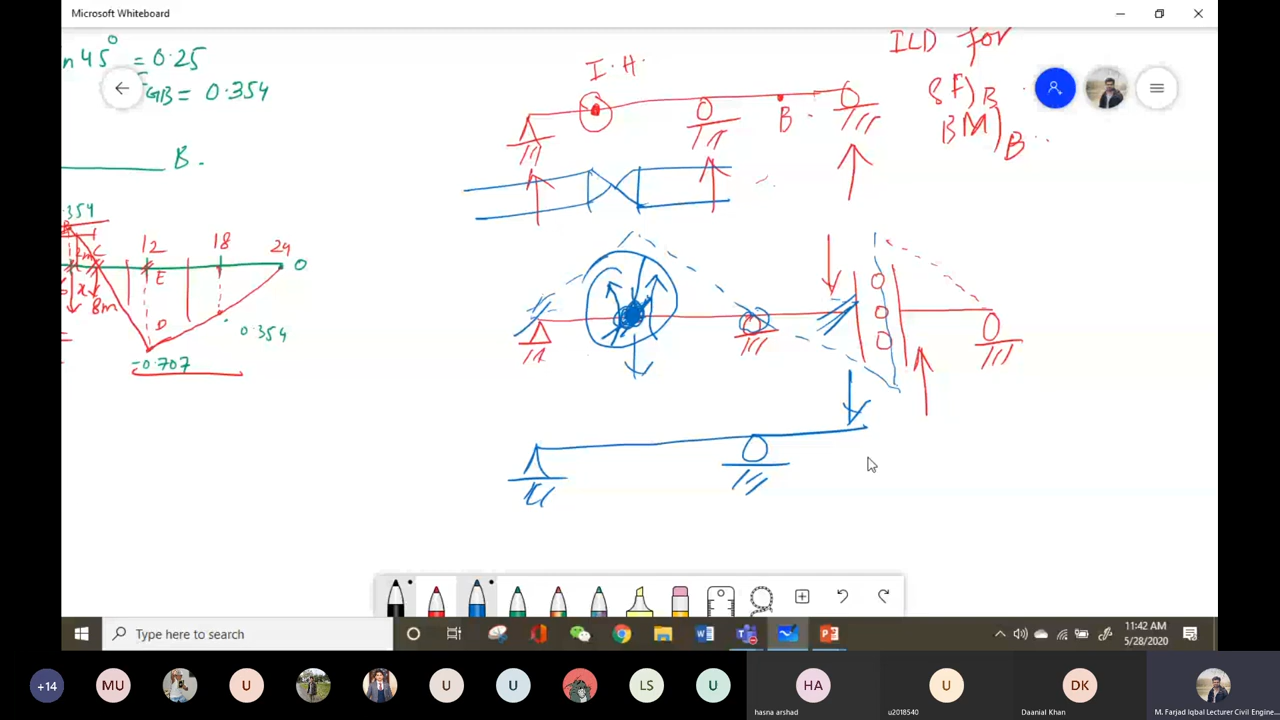 Microsoft Whiteboard
n 45° = 0.25
GB = 0.354
B.
.354
12
18
24
0
E
8m
D
0.354
-0.707
I.H.
B
ILD for
SF)B
BM)B
Type here to search
11:42 AM
5/28/2020
+14
MU
U
U
U
LS
U
HA
hasna arshad
U
u2018540
DK
Daanial Khan
M. Farjad Iqbal Lecturer Civil Engine...